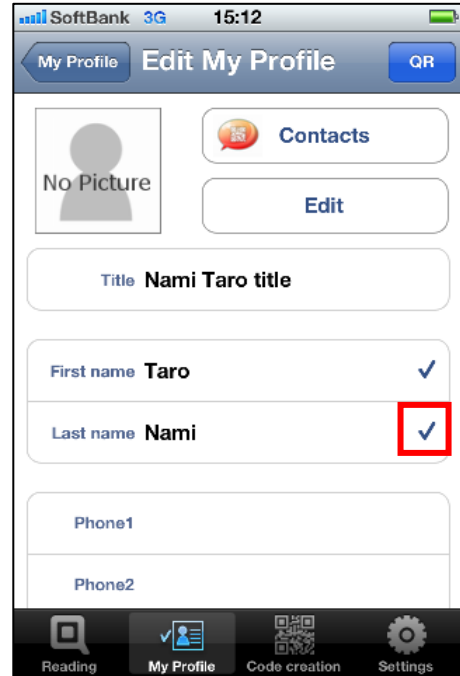 SoftBank 3G 15:12
My Profile Edit My Profile QR
No Picture
Contacts
Edit
Title Nami Taro title
First name Taro
Last name Nami
Phone1
Phone2
Reading My Profile Code creation Settings